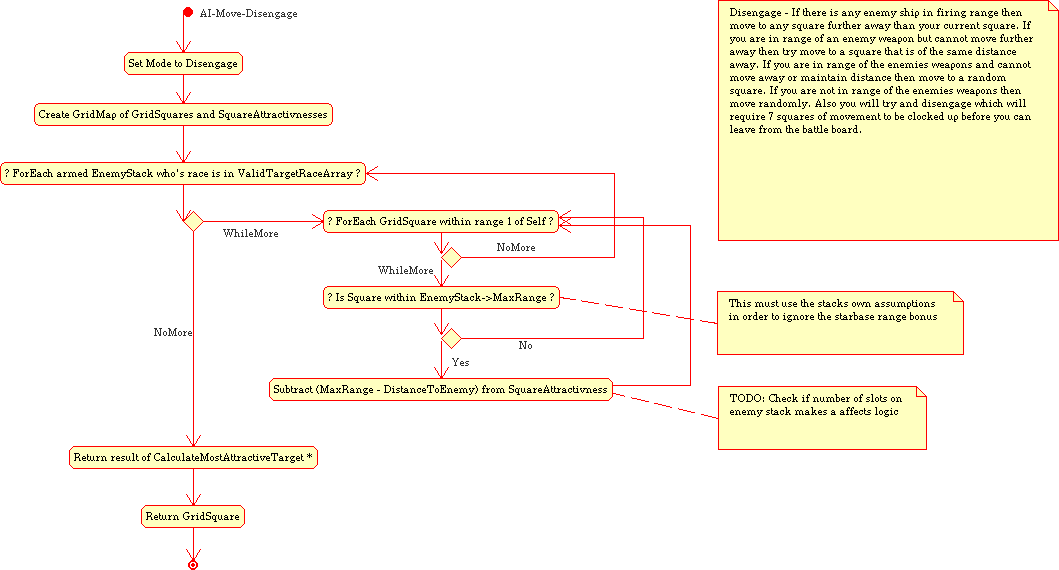 AI-Move-Disengage
Set Mode to Disengage
Create GridMap of GridSquares and SquareAttractivnesses
? ForEach armed EnemyStack who's race is in ValidTargetRaceArray ?
WhileMore
? ForEach GridSquare within range 1 of Self ?
NoMore
WhileMore
? Is Square within EnemyStack->MaxRange ?
NoMore
No
Yes
Subtract (MaxRange - DistanceToEnemy) from SquareAttractivness
Return result of CalculateMostAttractiveTarget *
Return GridSquare
Disengage - If there is any enemy ship in firing range then
move to any square further away than your current square. If
you are in range of an enemy weapon but cannot move further
away then try move to a square that is of the same distance
away. If you are in range of the enemies weapons and cannot
move away or maintain distance then move to a random
square. If you are not in range of the enemies weapons then
move randomly. Also you will try and disengage which will
require 7 squares of movement to be clocked up before you can
leave from the battle board.
This must use the stacks own assumptions
in order to ignore the starbase range bonus
TODO: Check if number of slots on
enemy stack makes a affects logic